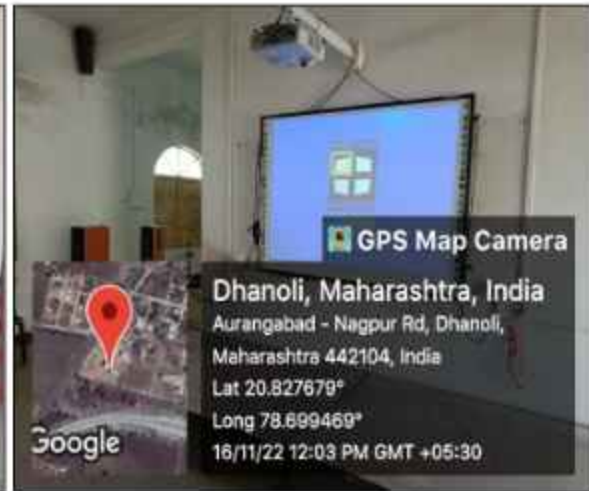 GPS Map Camera
Dhanoli, Maharashtra, India
Aurangabad - Nagpur Rd, Dhanoli,
Maharashtra 442104, India
Lat 20.827679°
Long 78.699469°
16/11/22 12:03 PM GMT +05:30
Google